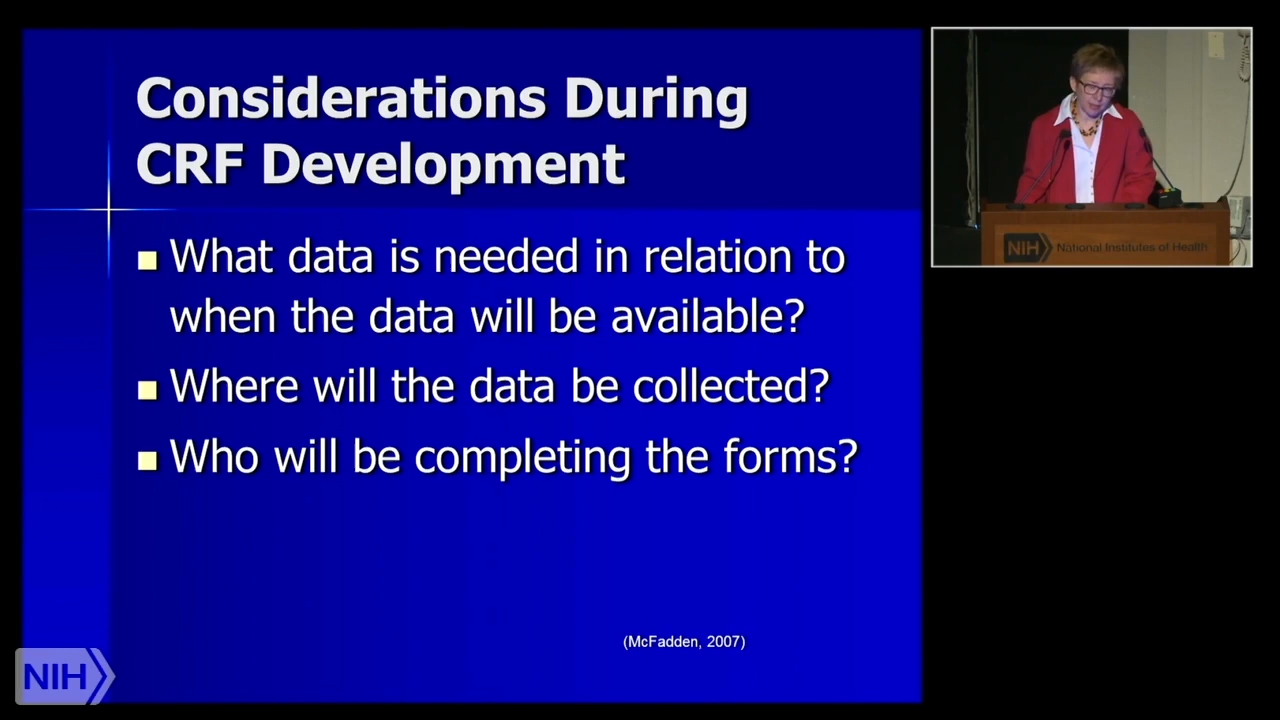 Considerations During
CRF Development
What data is needed in relation to
when the data will be available?
Where will the data be collected?
Who will be completing the forms?
(McFadden, 2007)
NIH
NIH National Institutes of Health